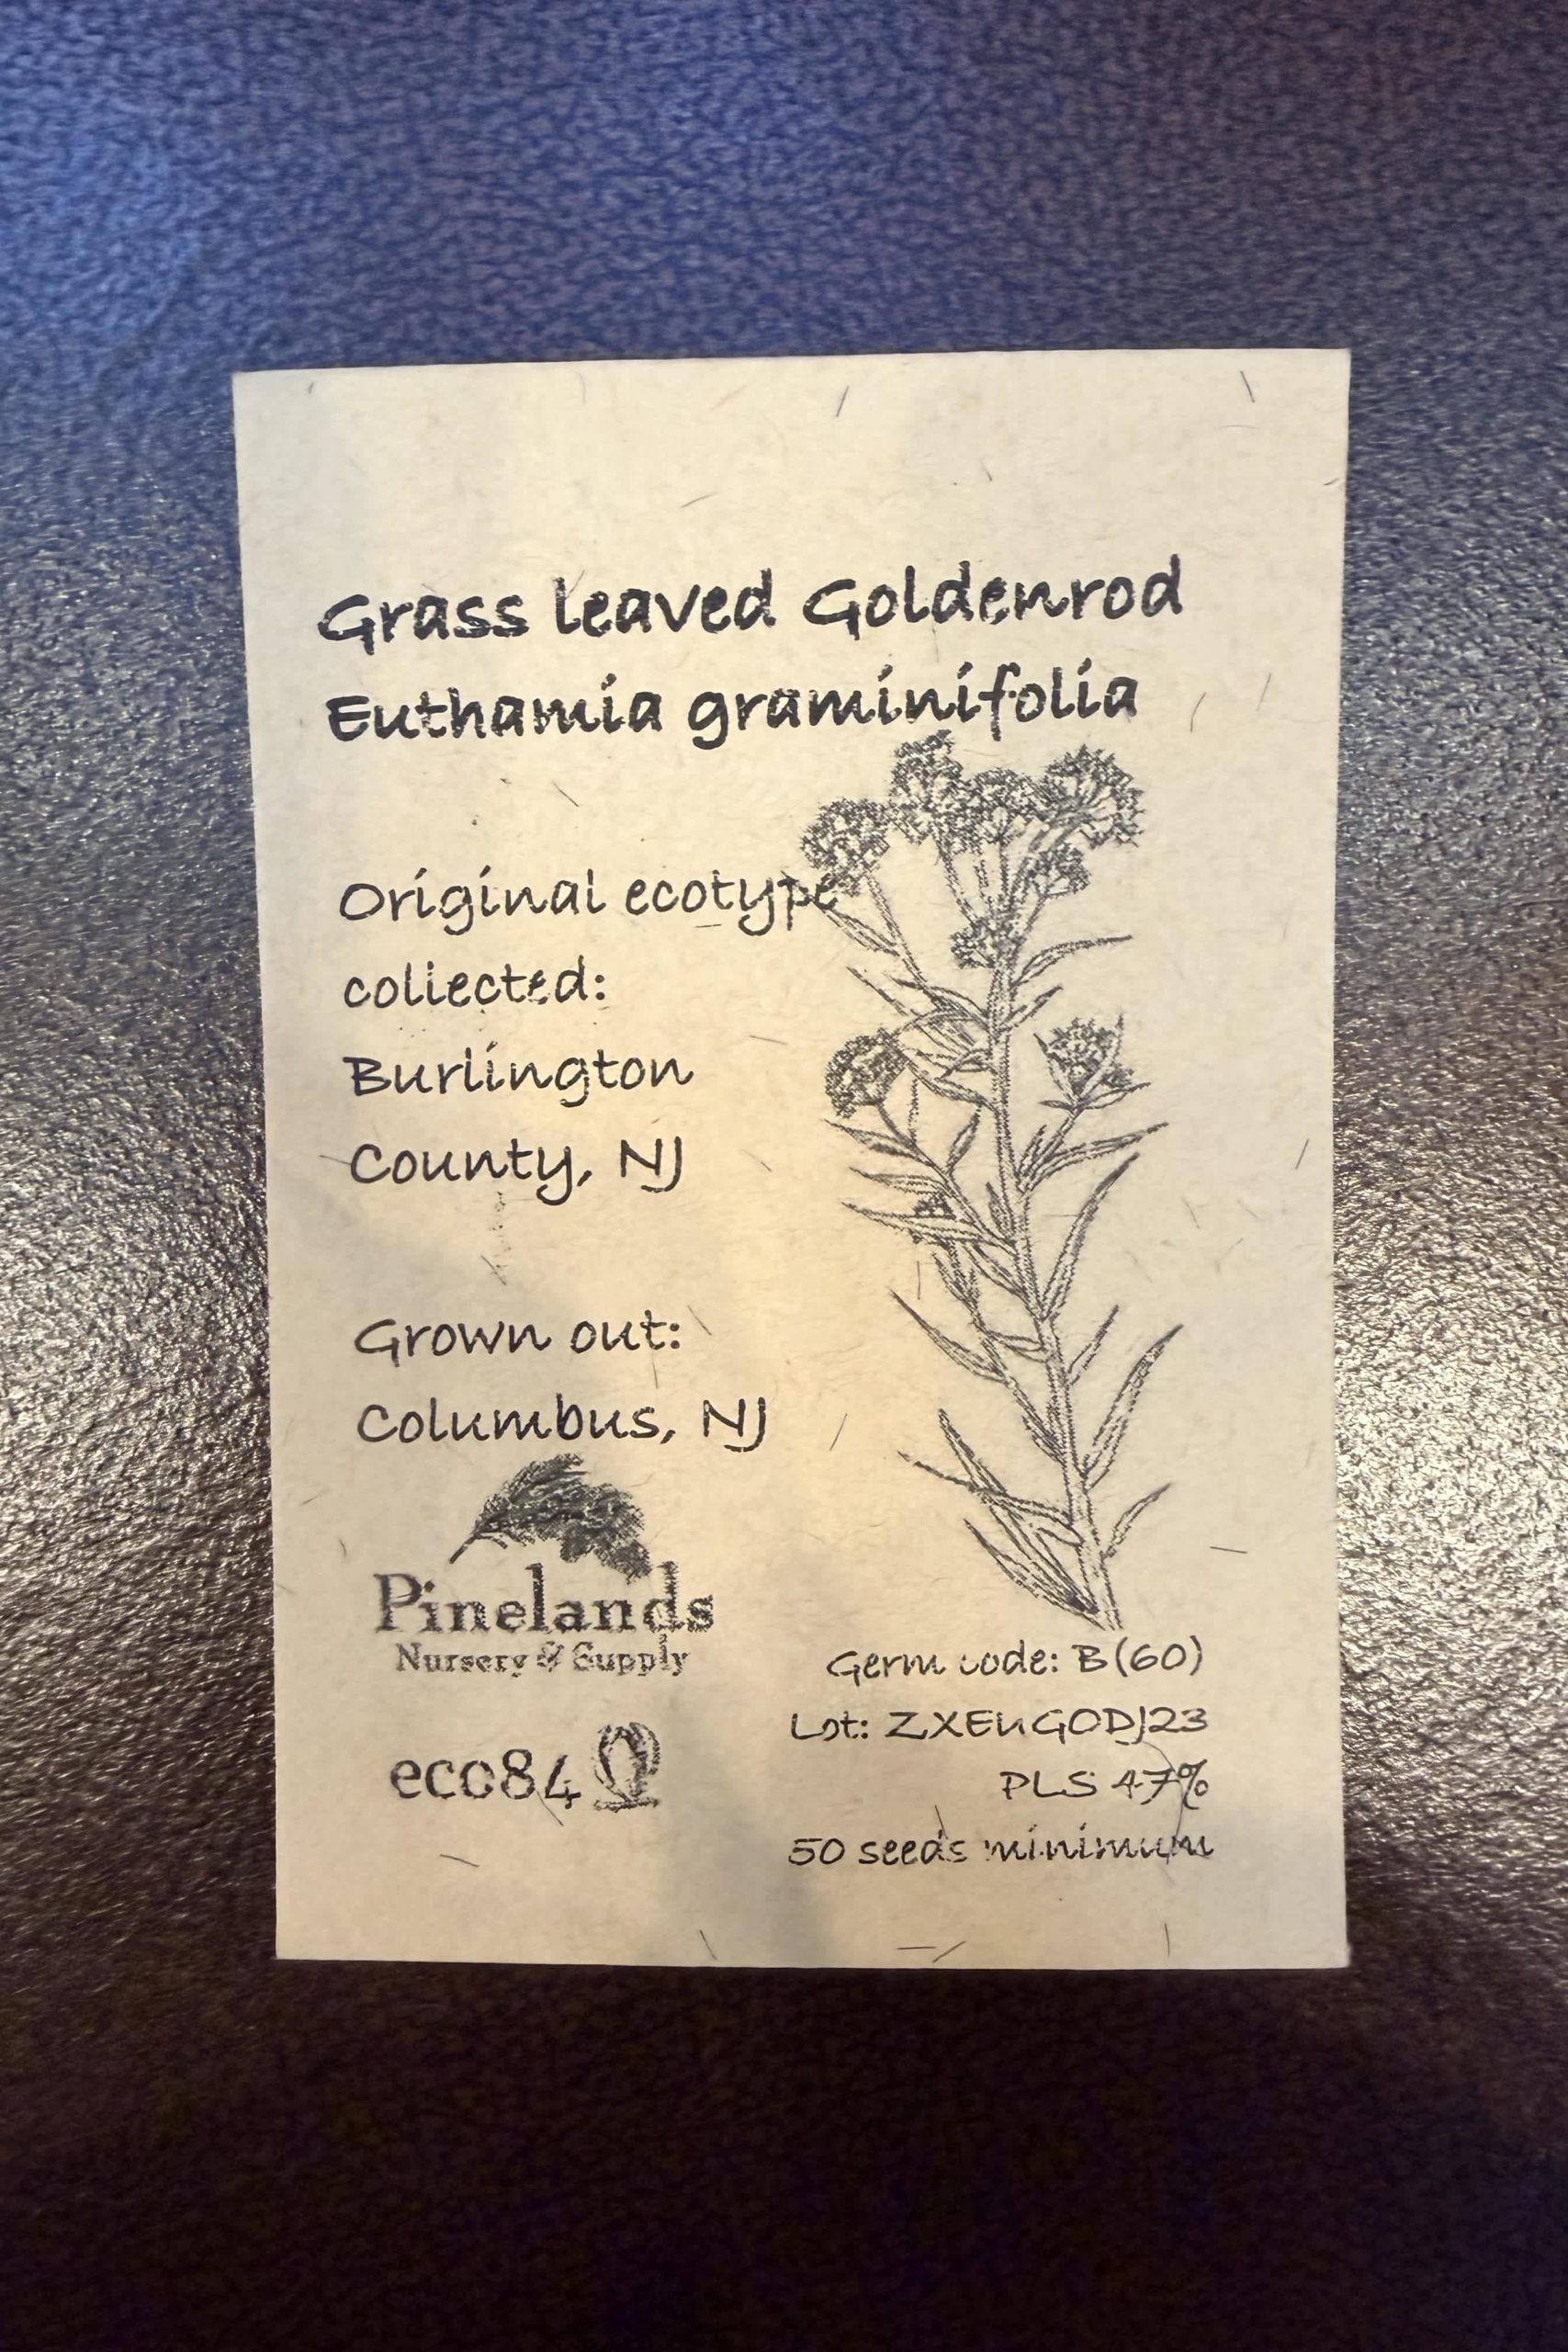 Grass leaved Goldenrod
Euthamia graminifolia
Original ecotype
collected:
Burlington
County, NJ
Grown out:
Columbus, NJ
Pinelands
Nursery & Supply
eco84
Germ code: B(60)
Lot: ZXEUGODJ23
PLS 47%
50 seeds minimum